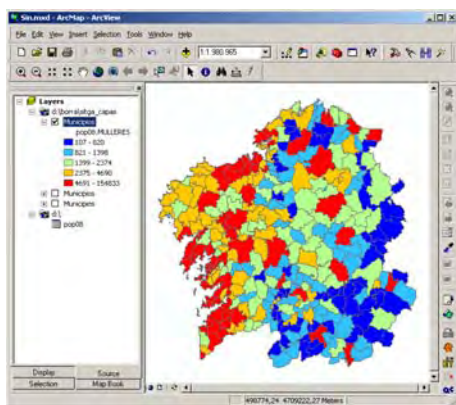 Sin.mxd - ArcMap - ArcView
File Edit View Insert Selection Tools Window Help
1:1 980 965
Layers
d:\borralsitga_capas
Municipios
pop08.MULLERES
107 - 820
821 - 1398
1399 - 2374
2375 - 4690
4691 - 154833
Municipios
Municipios
d:\
pop08
Display Source
Selection Map Book
490774,24 4709222,27 Meters